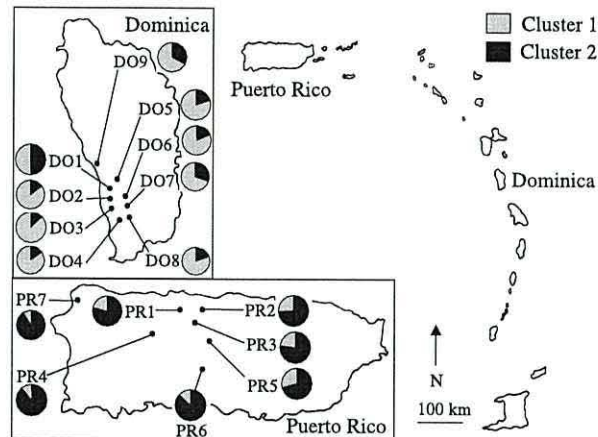 Dominica
Cluster 1
Cluster 2
DO9
DO5
DO6
DO7
DO1
DO2
DO3
DO4
DO8
Puerto Rico
Dominica
PR7
PR1
PR2
PR3
PR4
PR5
PR6
Puerto Rico
N
100 km